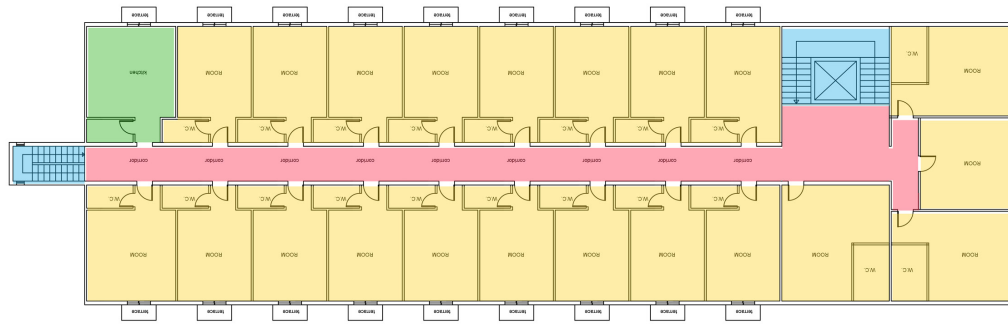 terrace terrace terrace terrace terrace terrace terrace terrace terrace
W.C.
kitchen ROOM ROOM ROOM ROOM ROOM ROOM ROOM ROOM ROOM
W.C. W.C. W.C. W.C. W.C. W.C. W.C. W.C.
corridor corridor corridor corridor corridor corridor corridor corridor corridor ROOM
W.C. W.C. W.C. W.C. W.C. W.C. W.C. W.C. W.C.
ROOM ROOM ROOM ROOM ROOM ROOM ROOM ROOM ROOM ROOM ROOM
W.C. W.C.
terrace terrace terrace terrace terrace terrace terrace terrace terrace